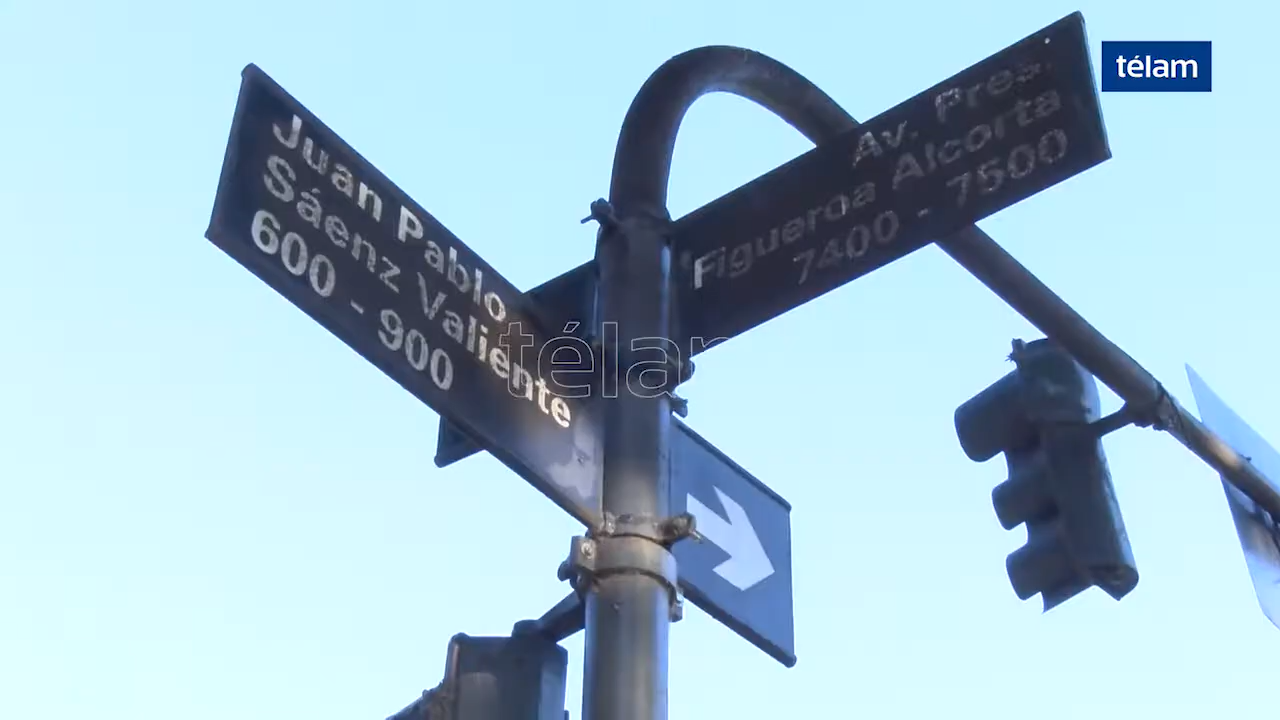 télam
Juan Pablo
Sáenz Valiente
600 - 900
Av. Pres.
Figueroa Alcorta
7400 - 7500
télam